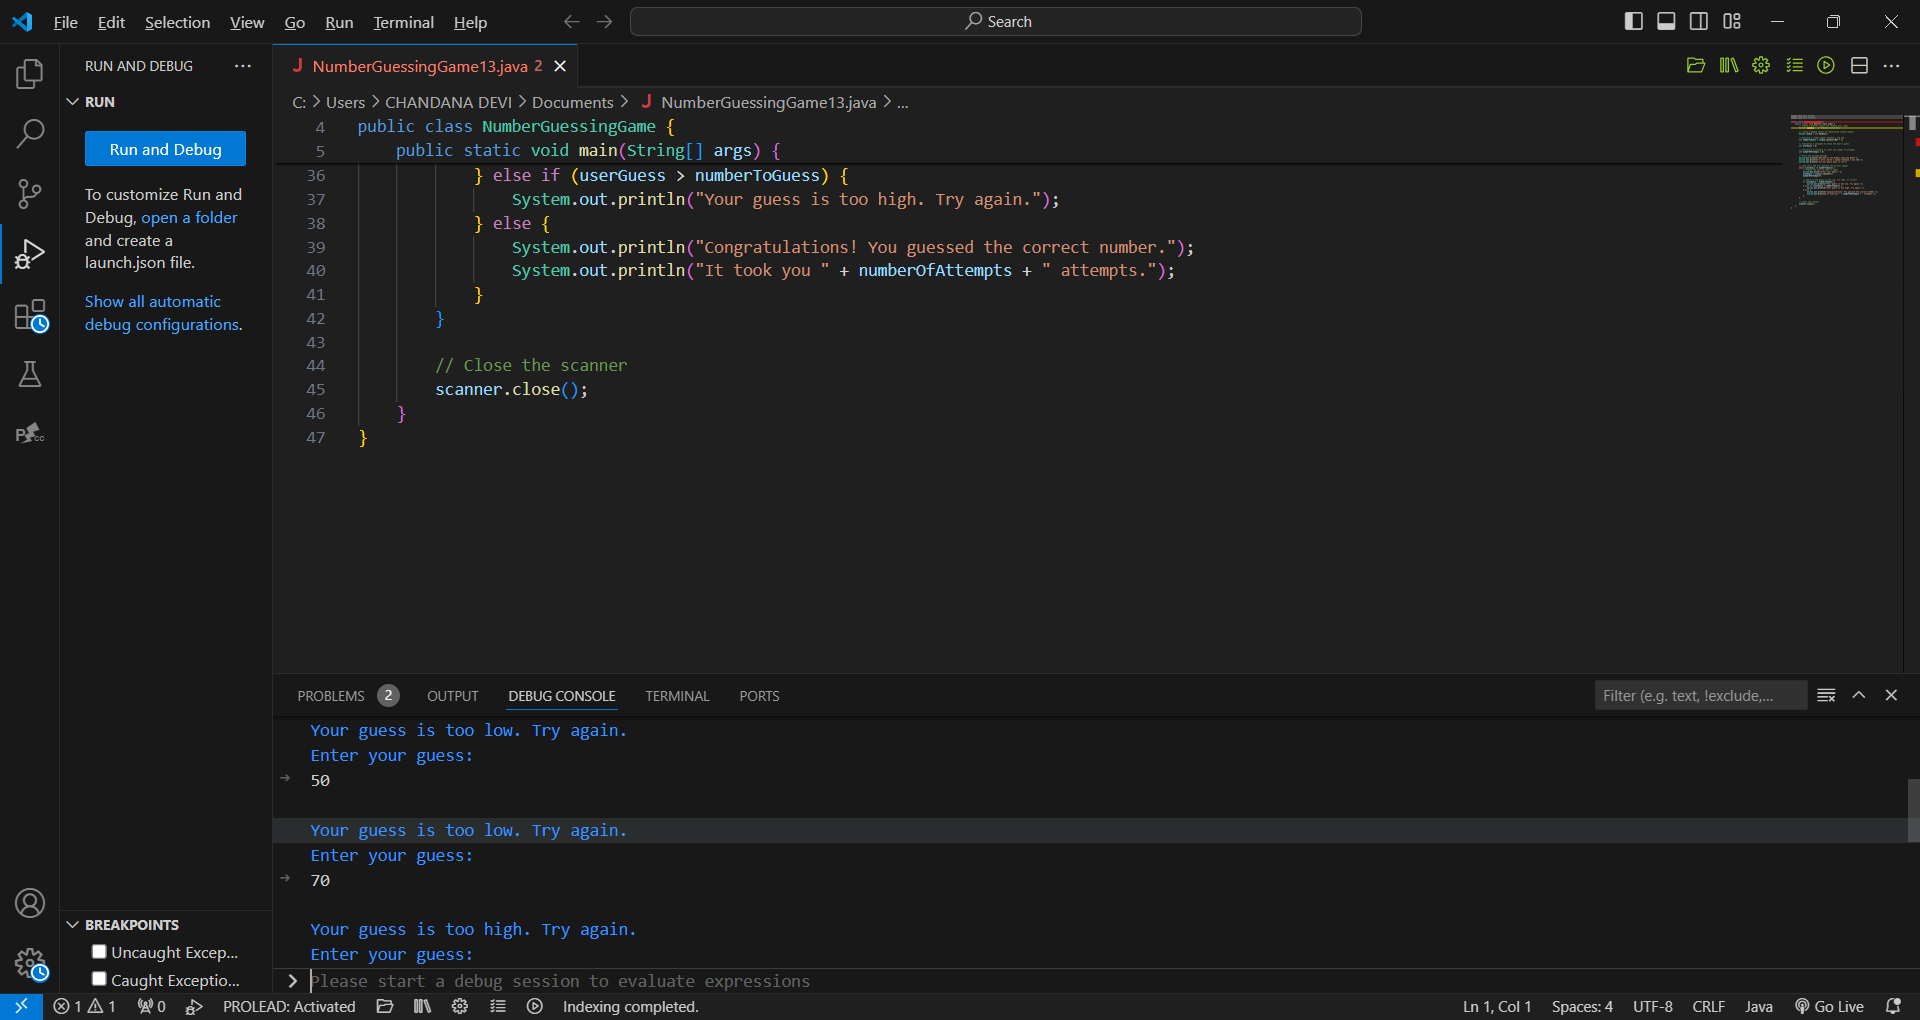 File Edit Selection View Go Run Terminal Help
Search
RUN AND DEBUG
RUN
Run and Debug
To customize Run and
Debug, open a folder
and create a
launch.json file.
Show all automatic
debug configurations.
BREAKPOINTS
Uncaught Excep...
Caught Exceptio...
J NumberGuessingGame13.java 2
C: > Users > CHANDANA DEVI > Documents > J NumberGuessingGame13.java > ...
4 public class NumberGuessingGame {
5 public static void main(String[] args) {
36 } else if (userGuess > numberToGuess) {
37 System.out.println("Your guess is too high. Try again.");
38 } else {
39 System.out.println("Congratulations! You guessed the correct number.");
40 System.out.println("It took you " + numberOfAttempts + " attempts.");
41 }
42 }
43
44 // Close the scanner
45 scanner.close();
46 }
47 }
PROBLEMS 2 OUTPUT DEBUG CONSOLE TERMINAL PORTS
Filter (e.g. text, !exclude,...
Your guess is too low. Try again.
Enter your guess:
50
Your guess is too low. Try again.
Enter your guess:
70
Your guess is too high. Try again.
Enter your guess:
Please start a debug session to evaluate expressions
1 1 0 PROLEAD: Activated Indexing completed. Ln 1, Col 1 Spaces: 4 UTF-8 CRLF Java Go Live